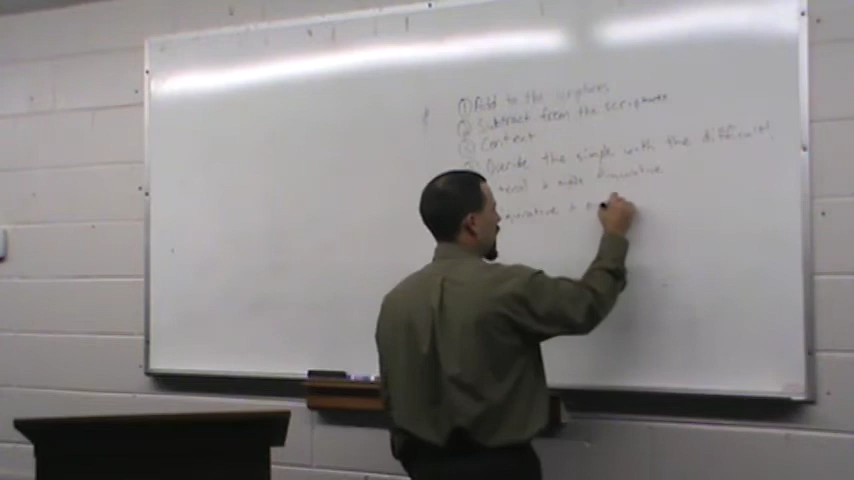 ① Add to the scriptures
② Subtract from the scriptures
③ Context
Override the simple with the difficult
literal + make figurative
figurative +